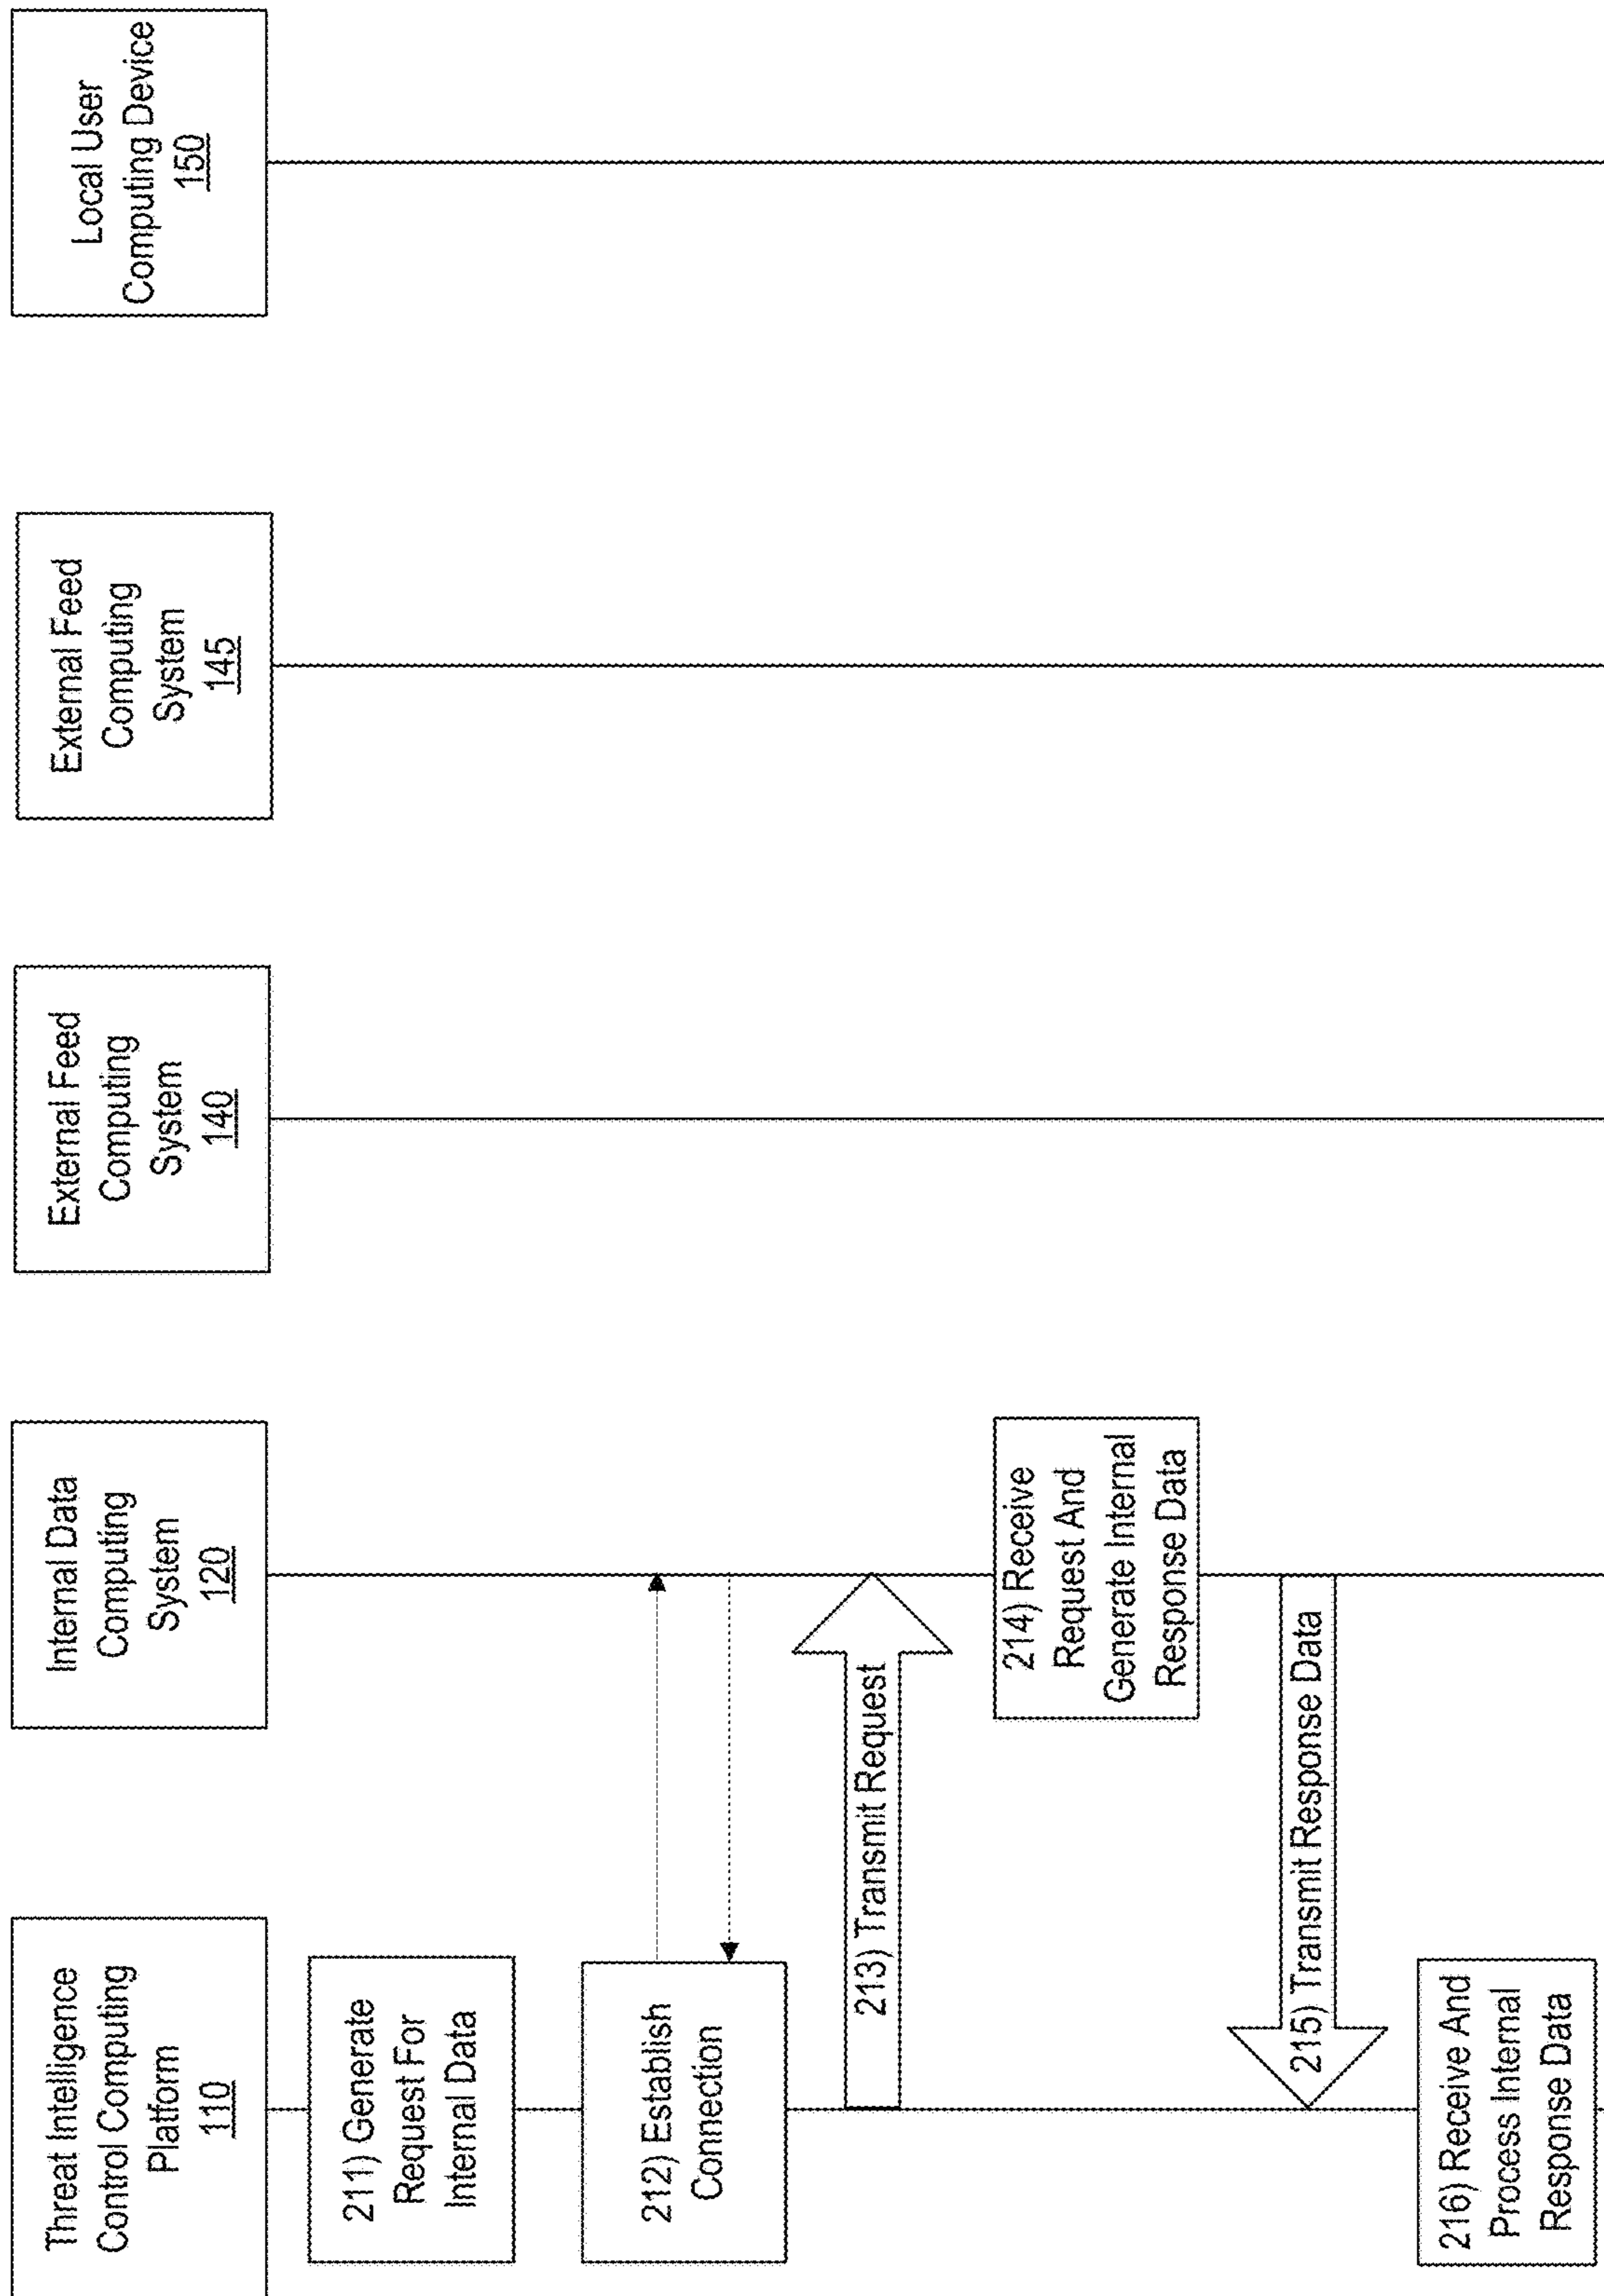 Threat Intelligence
Control Computing
Platform
110
Internal Data
Computing
System
120
External Feed
Computing
System
140
External Feed
Computing
System
145
Local User
Computing Device
150
211) Generate
Request For
Internal Data
212) Establish
Connection
213) Transmit Request
214) Receive
Request And
Generate Internal
Response Data
215) Transmit Response Data
216) Receive And
Process Internal
Response Data